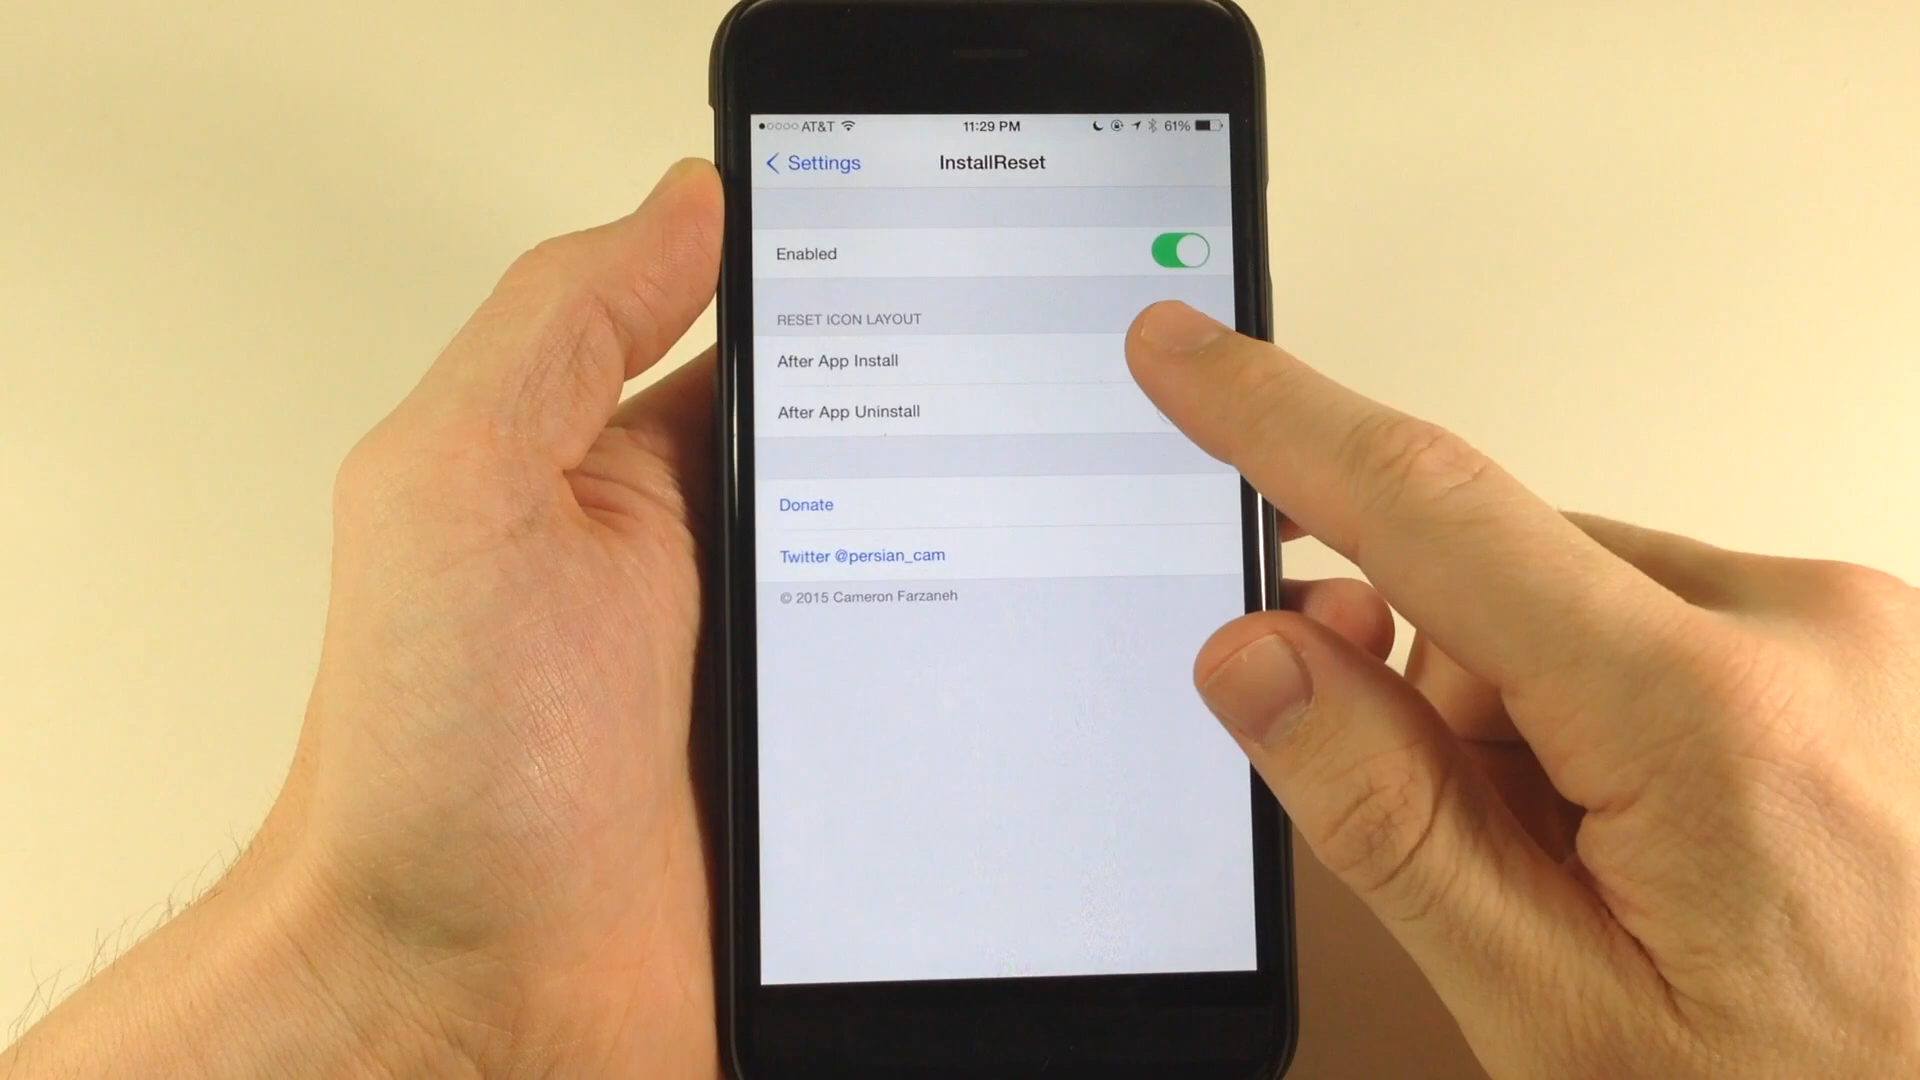 AT&T 11:29 PM 61%
Settings InstallReset
Enabled
RESET ICON LAYOUT
After App Install
After App Uninstall
Donate
Twitter @persian_cam
© 2015 Cameron Farzaneh